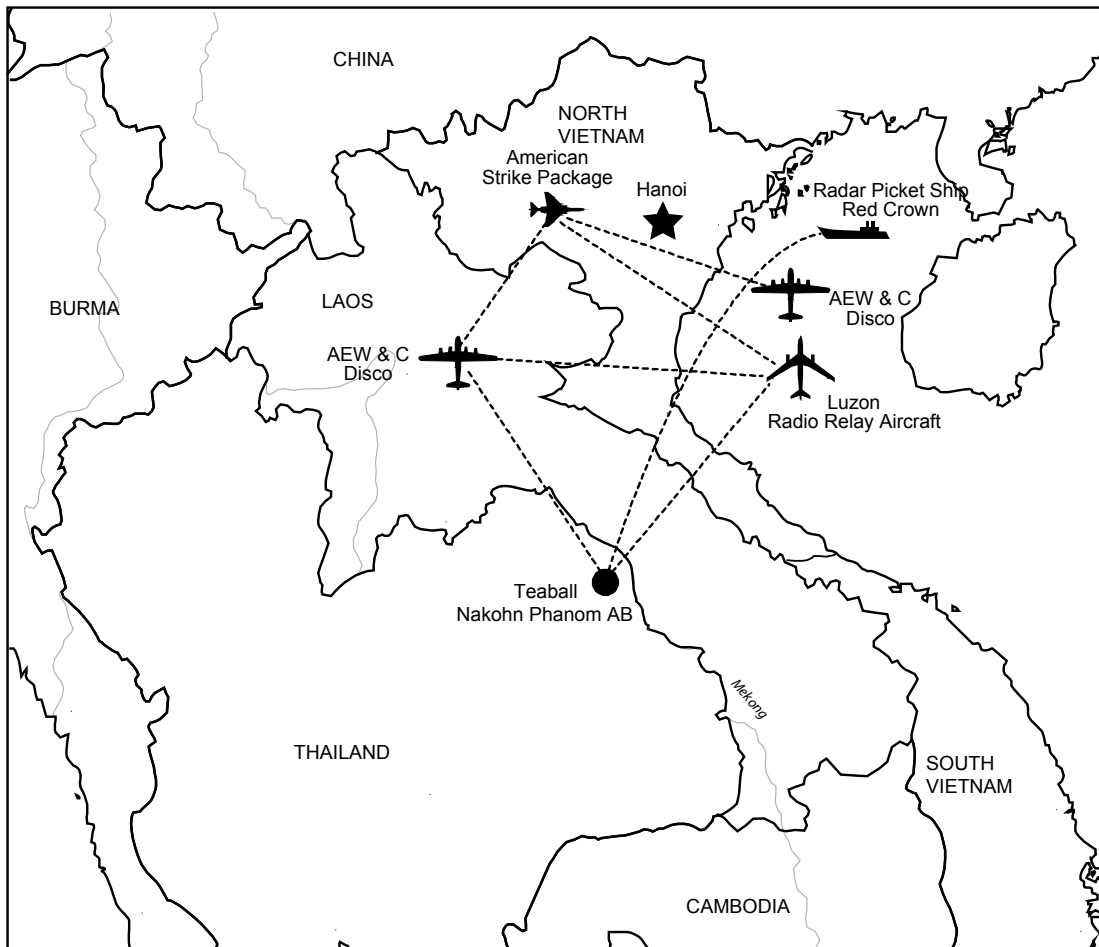 CHINA
NORTH
VIETNAM
American
Strike Package
Hanoi
Radar Picket Ship
Red Crown
BURMA
LAOS
AEW & C
Disco
AEW & C
Disco
Luzon
Radio Relay Aircraft
Teaball
Nakohn Phanom AB
Mekong
THAILAND
SOUTH
VIETNAM
CAMBODIA